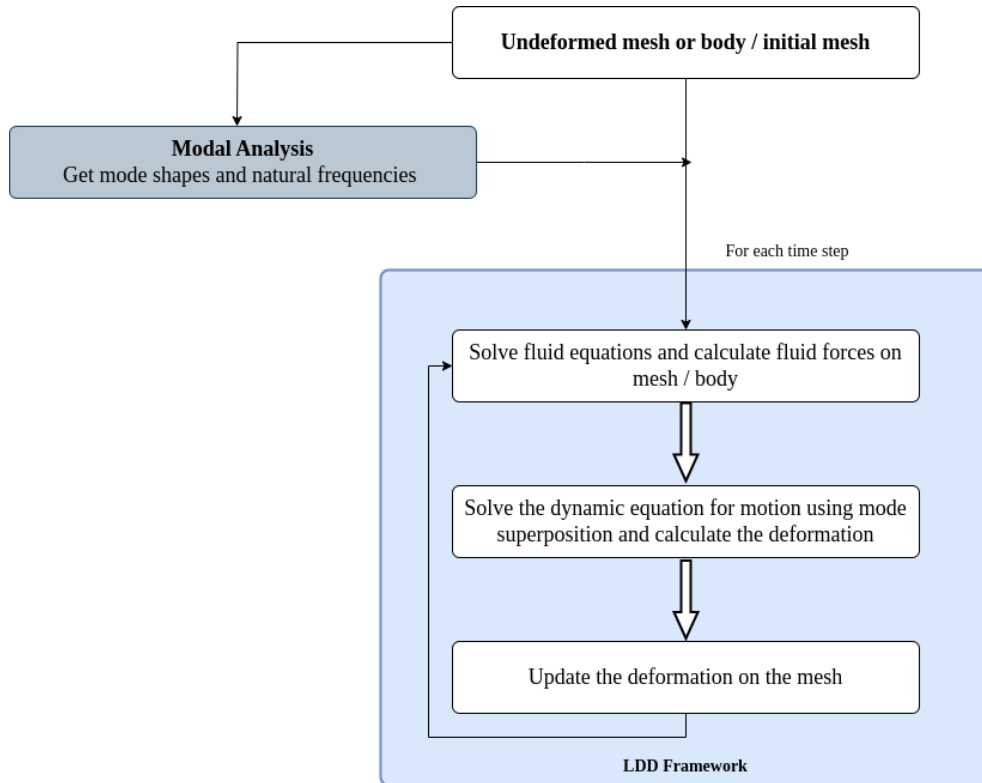 Undeformed mesh or body / initial mesh
Modal Analysis
Get mode shapes and natural frequencies
For each time step
Solve fluid equations and calculate fluid forces on
mesh / body
Solve the dynamic equation for motion using mode
superposition and calculate the deformation
Update the deformation on the mesh
LDD Framework